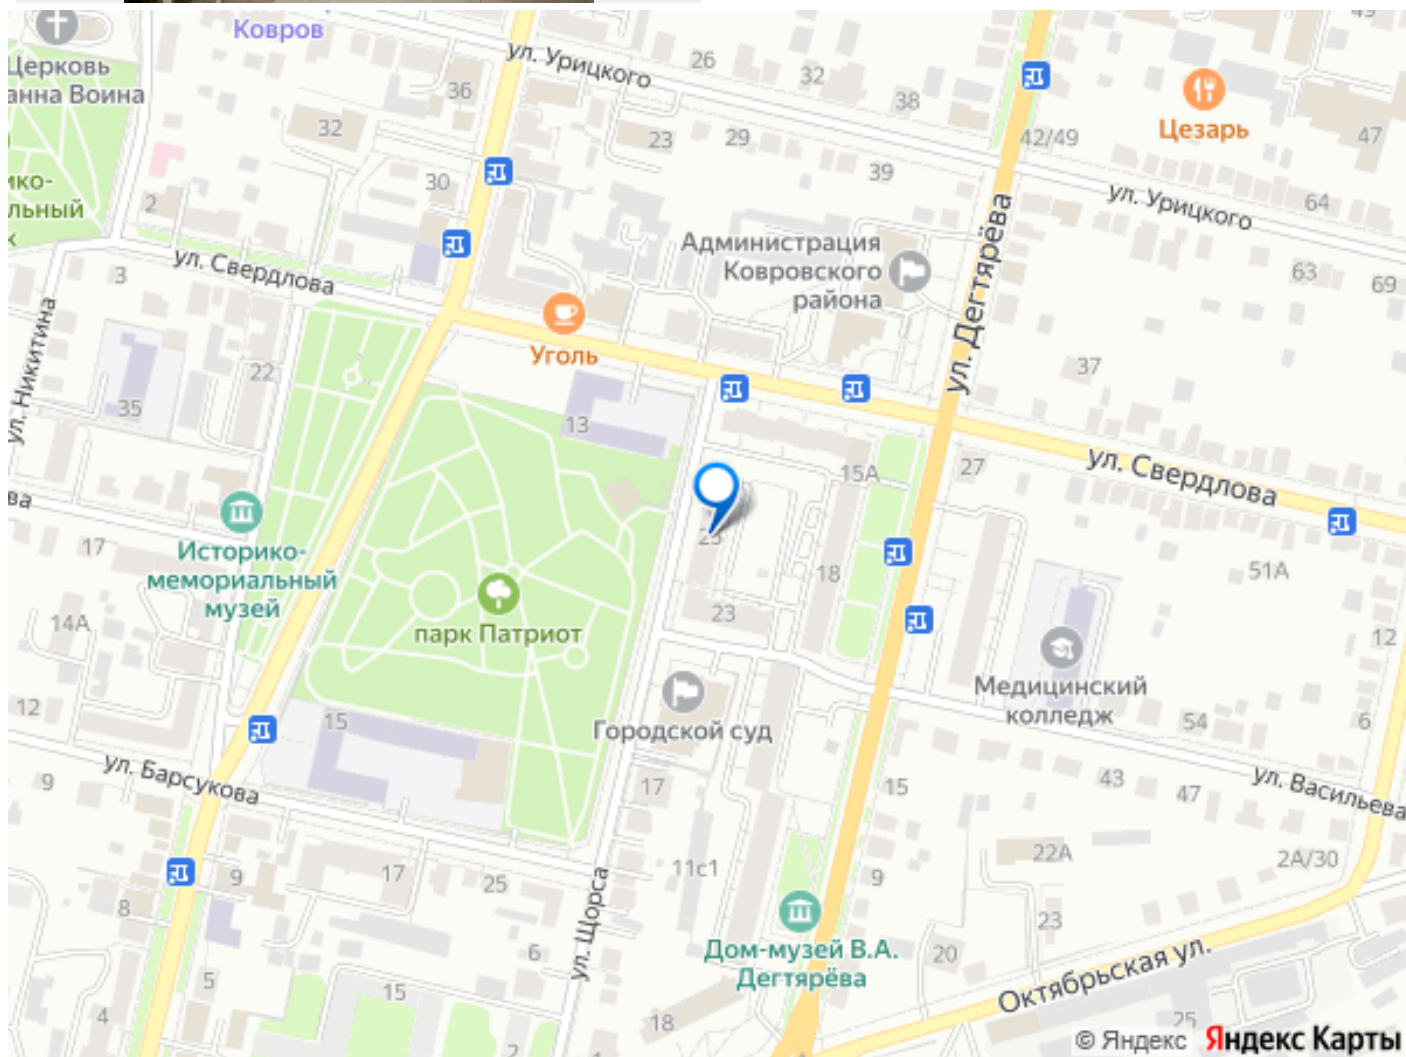 Ковров
Церковь
анна Воина
ул. Урицкого
26
32
38
36
32
23
29
42/49
Цезарь
47
39
ул. Урицкого
64
30
2
ико-
льный
к
Администрация
Ковровского
района
ул. Дегтярёва
63
69
ул. Свердлова
3
Уголь
ул. Никитина
22
35
37
13
15А
27
ул. Свердлова
ва
17
Историко-
мемориальный
музей
51А
18
парк Патриот
23
14А
12
Медицинский
колледж
12
15
Городской суд
54
6
ул. Барсукова
9
17
15
43
47
ул. Васильева
17
25
9
11с1
9
22А
2А/30
8
ул. Щорса
23
6
Дом-музей В.А.
Дегтярёва
20
Октябрьская ул.
5
15
4
18
25
2
© Яндекс Яндекс Карты